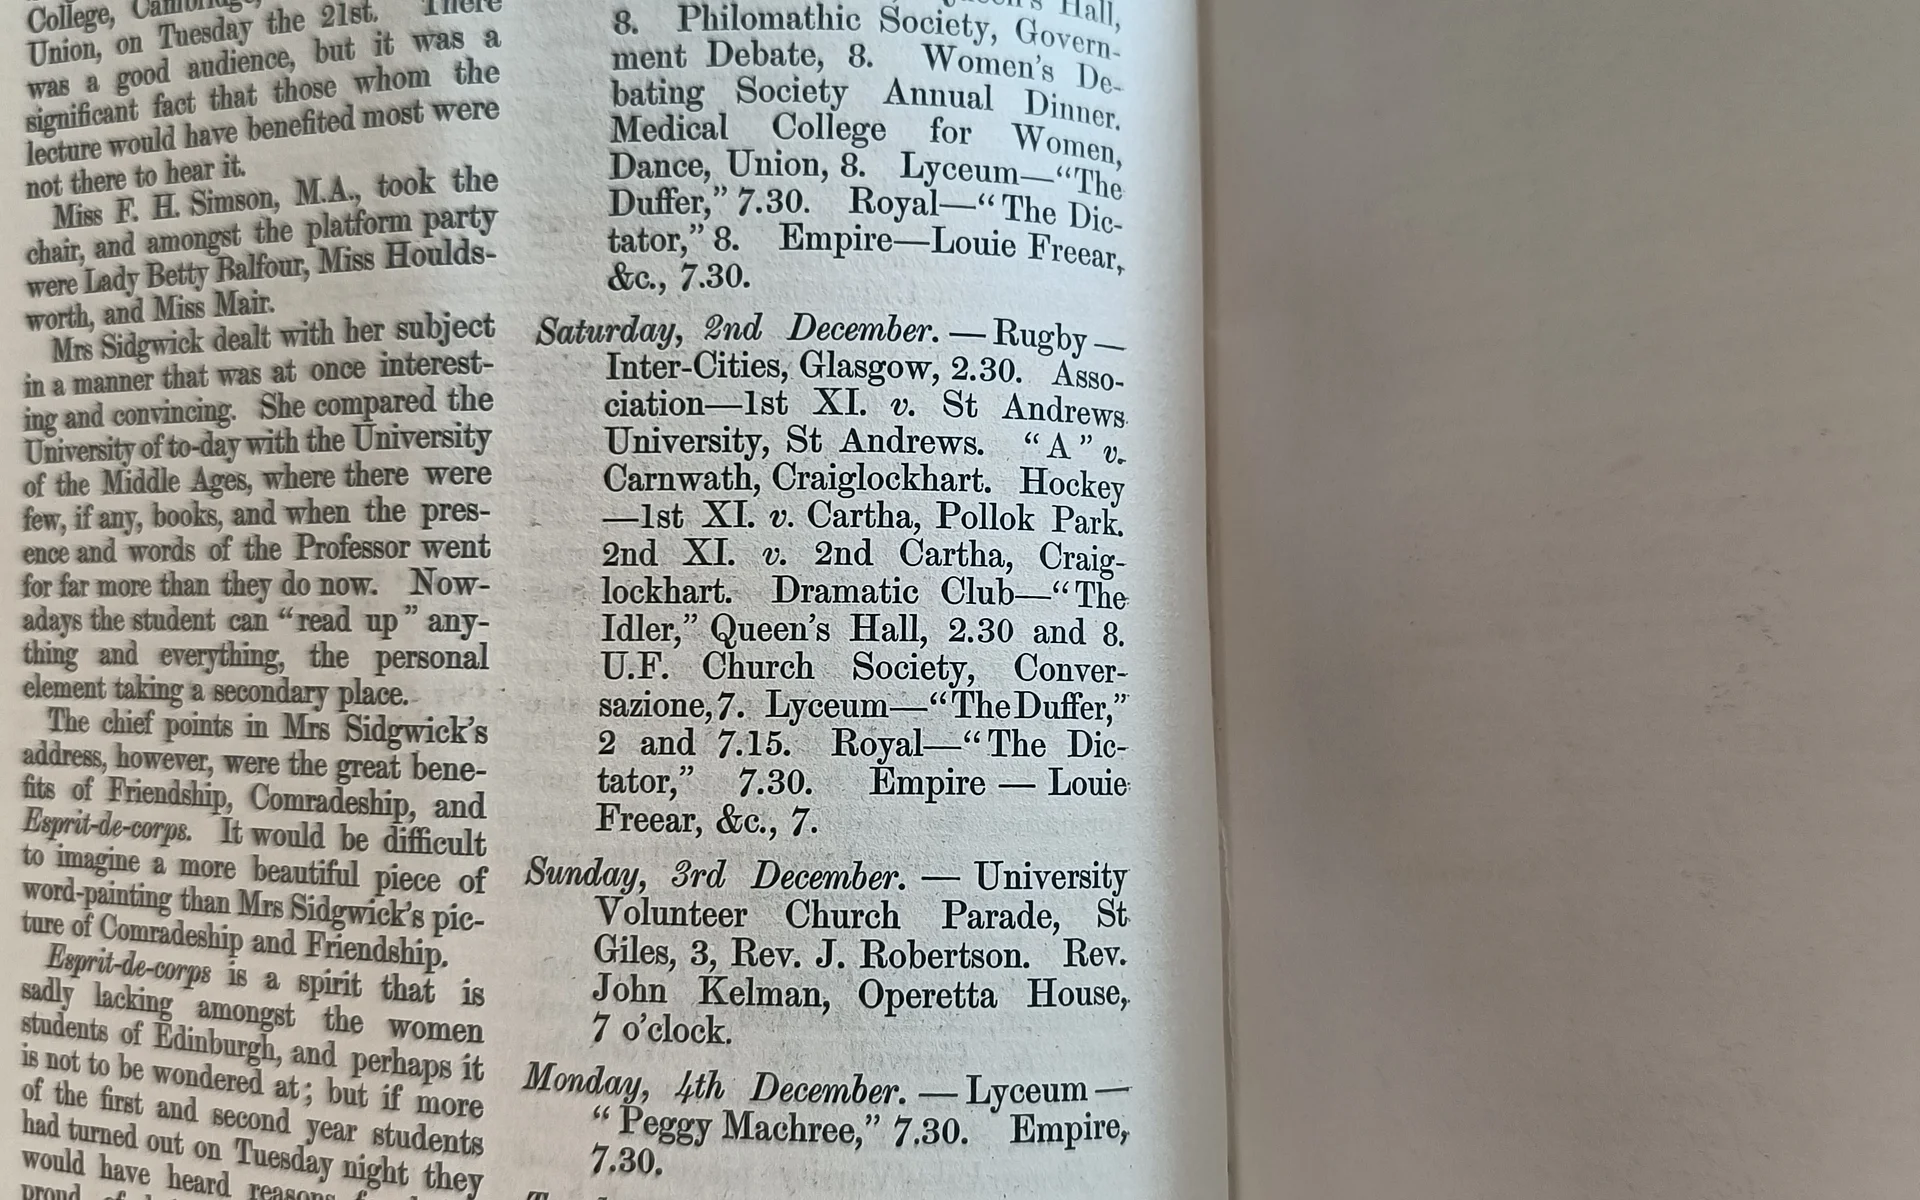 College, Cambridge,
Union, on Tuesday the 21st. There
was a good audience, but it was a
significant fact that those whom the
lecture would have benefited most were
not there to hear it.
Miss F. H. Simson, M.A., took the
chair, and amongst the platform party
were Lady Betty Balfour, Miss Houlds-
worth, and Miss Mair.
Mrs Sidgwick dealt with her subject
in a manner that was at once interest-
ing and convincing. She compared the
University of to-day with the University
of the Middle Ages, where there were
few, if any, books, and when the pres-
ence and words of the Professor went
for far more than they do now. Now-
adays the student can “read up” any-
thing and everything, the personal
element taking a secondary place.
The chief points in Mrs Sidgwick's
address, however, were the great bene-
fits of Friendship, Comradeship, and
Esprit-de-corps. It would be difficult
to imagine a more beautiful piece of
word-painting than Mrs Sidgwick's pic-
ture of Comradeship and Friendship.
Esprit-de-corps is a spirit that is
sadly lacking amongst the women
students of Edinburgh, and perhaps it
is not to be wondered at; but if more
of the first and second year students
had turned out on Tuesday night they
would have heard reasons
proud of
Hall,
8. Philomathic Society, Govern-
ment Debate, 8. Women's De-
bating Society Annual Dinner.
Medical College for Women,
Dance, Union, 8. Lyceum—“The
Duffer,” 7.30. Royal—“The Dic-
tator,” 8. Empire—Louie Freear,
&c., 7.30.
Saturday, 2nd December. — Rugby —
Inter-Cities, Glasgow, 2.30. Asso-
ciation—1st XI. v. St Andrews
University, St Andrews. “A” v.
Carnwath, Craiglockhart. Hockey
—1st XI. v. Cartha, Pollok Park.
2nd XI. v. 2nd Cartha, Craig-
lockhart. Dramatic Club—“The
Idler,” Queen's Hall, 2.30 and 8.
U.F. Church Society, Conver-
sazione, 7. Lyceum—“The Duffer,”
2 and 7.15. Royal—“The Dic-
tator,” 7.30. Empire — Louie
Freear, &c., 7.
Sunday, 3rd December. — University
Volunteer Church Parade, St
Giles, 3, Rev. J. Robertson. Rev.
John Kelman, Operetta House,
7 o'clock.
Monday, 4th December. — Lyceum —
“Peggy Machree,” 7.30. Empire,
7.30.